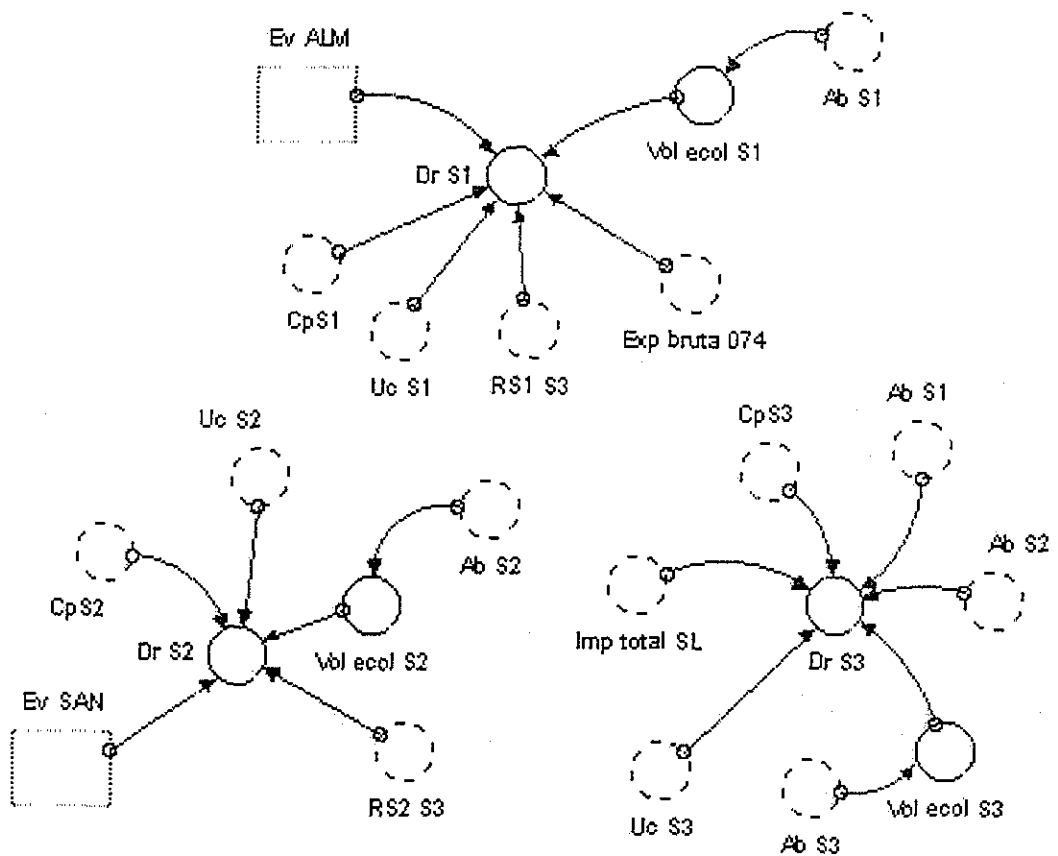 Ev ALM
Ab S1
Vol ecol S1
Dr S1
CpS1
Uc S1
RS1 S3
Exp bruta 074
Uc S2
CpS2
Ab S2
Dr S2
Vol ecol S2
Ev SAN
RS2 S3
CpS3
Ab S1
Ab S2
Imp total SL
Dr S3
Uc S3
Ab S3
Vol ecol S3